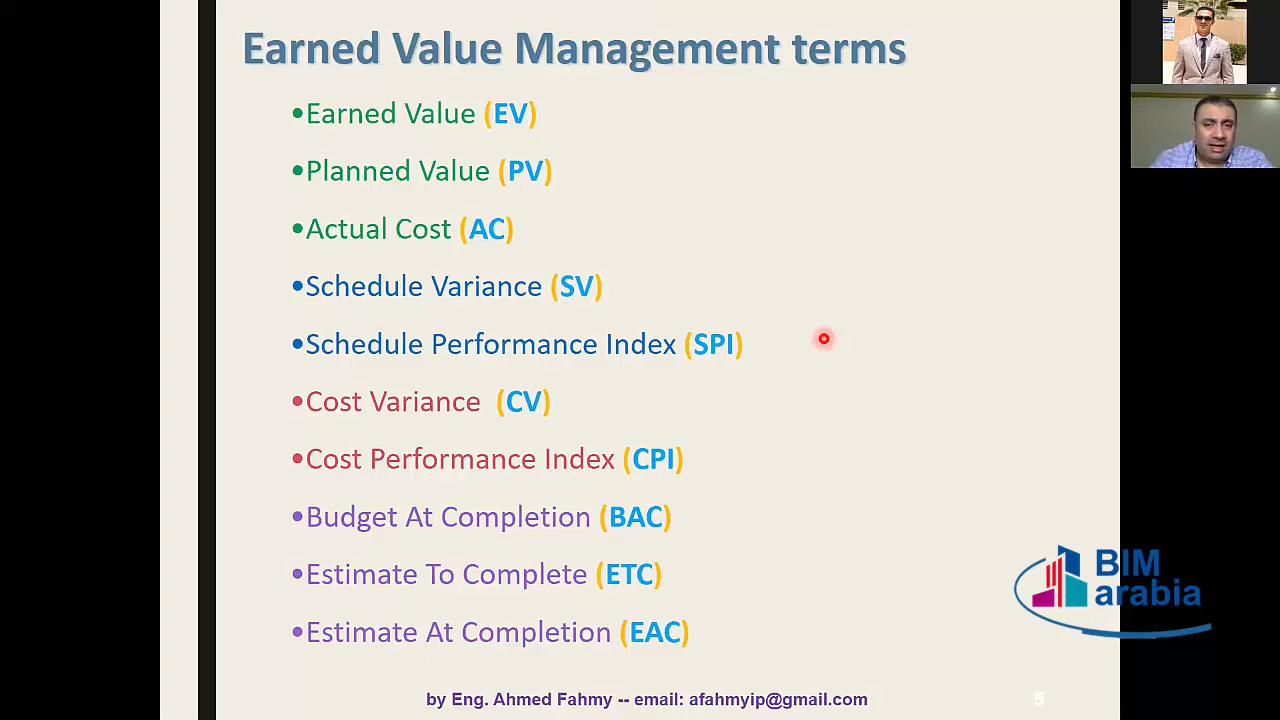 Earned Value Management terms
•Earned Value (EV)
•Planned Value (PV)
•Actual Cost (AC)
•Schedule Variance (SV)
•Schedule Performance Index (SPI)
•Cost Variance (CV)
•Cost Performance Index (CPI)
•Budget At Completion (BAC)
•Estimate To Complete (ETC)
•Estimate At Completion (EAC)
BIM
arabia
by Eng. Ahmed Fahmy -- email: afahmyip@gmail.com
5